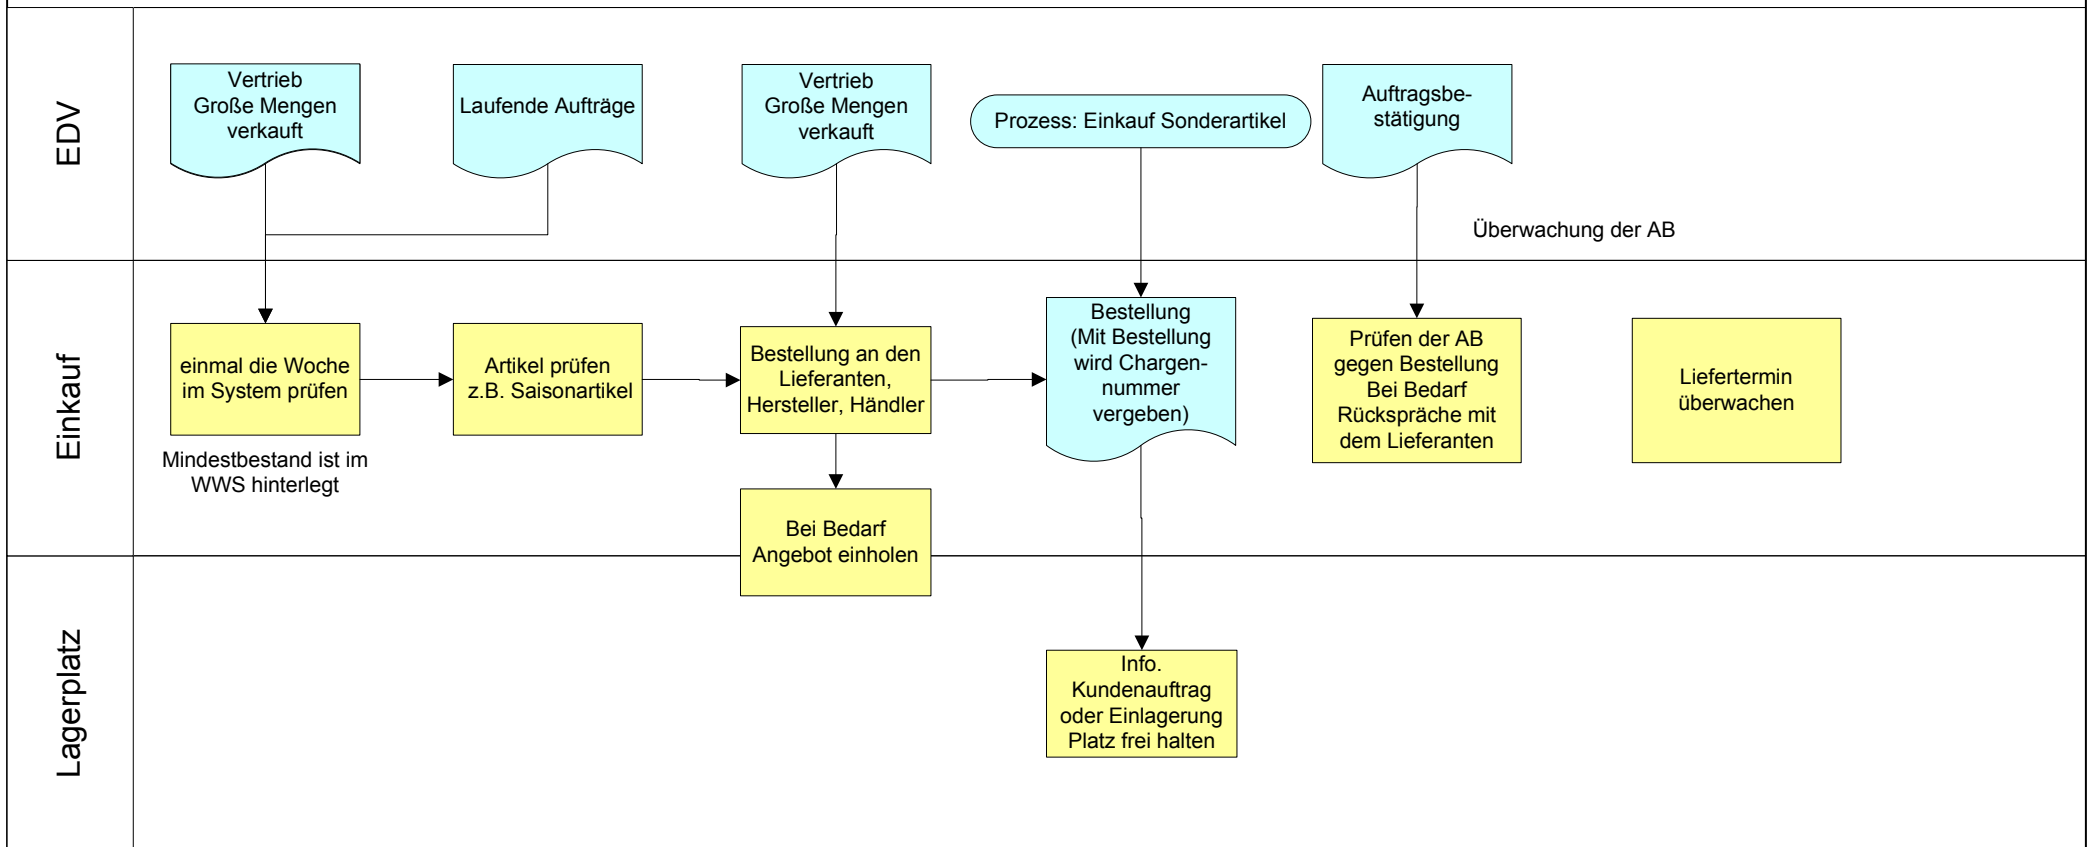 EDV
Vertrieb
Große Mengen
verkauft
Laufende Aufträge
Vertrieb
Große Mengen
verkauft
Prozess: Einkauf Sonderartikel
Auftragsbe-
stätigung
Überwachung der AB
Einkauf
einmal die Woche
im System prüfen
Mindestbestand ist im
WWS hinterlegt
Artikel prüfen
z.B. Saisonartikel
Bestellung an den
Lieferanten,
Hersteller, Händler
Bei Bedarf
Angebot einholen
Bestellung
(Mit Bestellung
wird Chargen-
nummer
vergeben)
Prüfen der AB
gegen Bestellung
Bei Bedarf
Rückspräche mit
dem Lieferanten
Liefertermin
überwachen
Lagerplatz
Info.
Kundenauftrag
oder Einlagerung
Platz frei halten